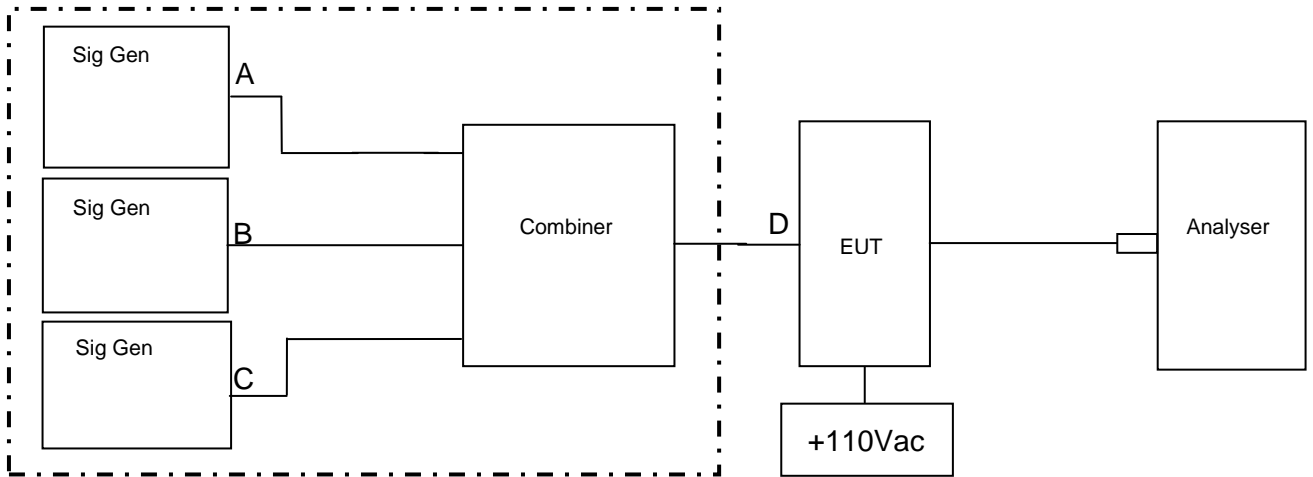 Sig Gen
A
Sig Gen
B
Sig Gen
C
Combiner
D
EUT
Analyser
+110Vac